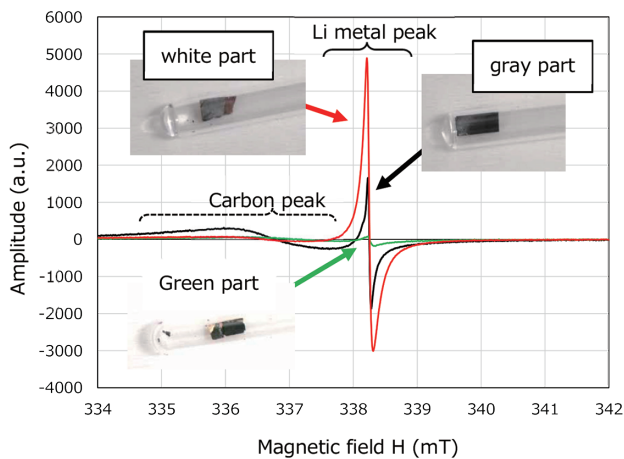 6000
5000
4000
3000
2000
1000
0
-1000
-2000
-3000
-4000
Amplitude (a.u.)
Li metal peak
white part
gray part
Carbon peak
Green part
334 335 336 337 338 339 340 341 342
Magnetic field H (mT)